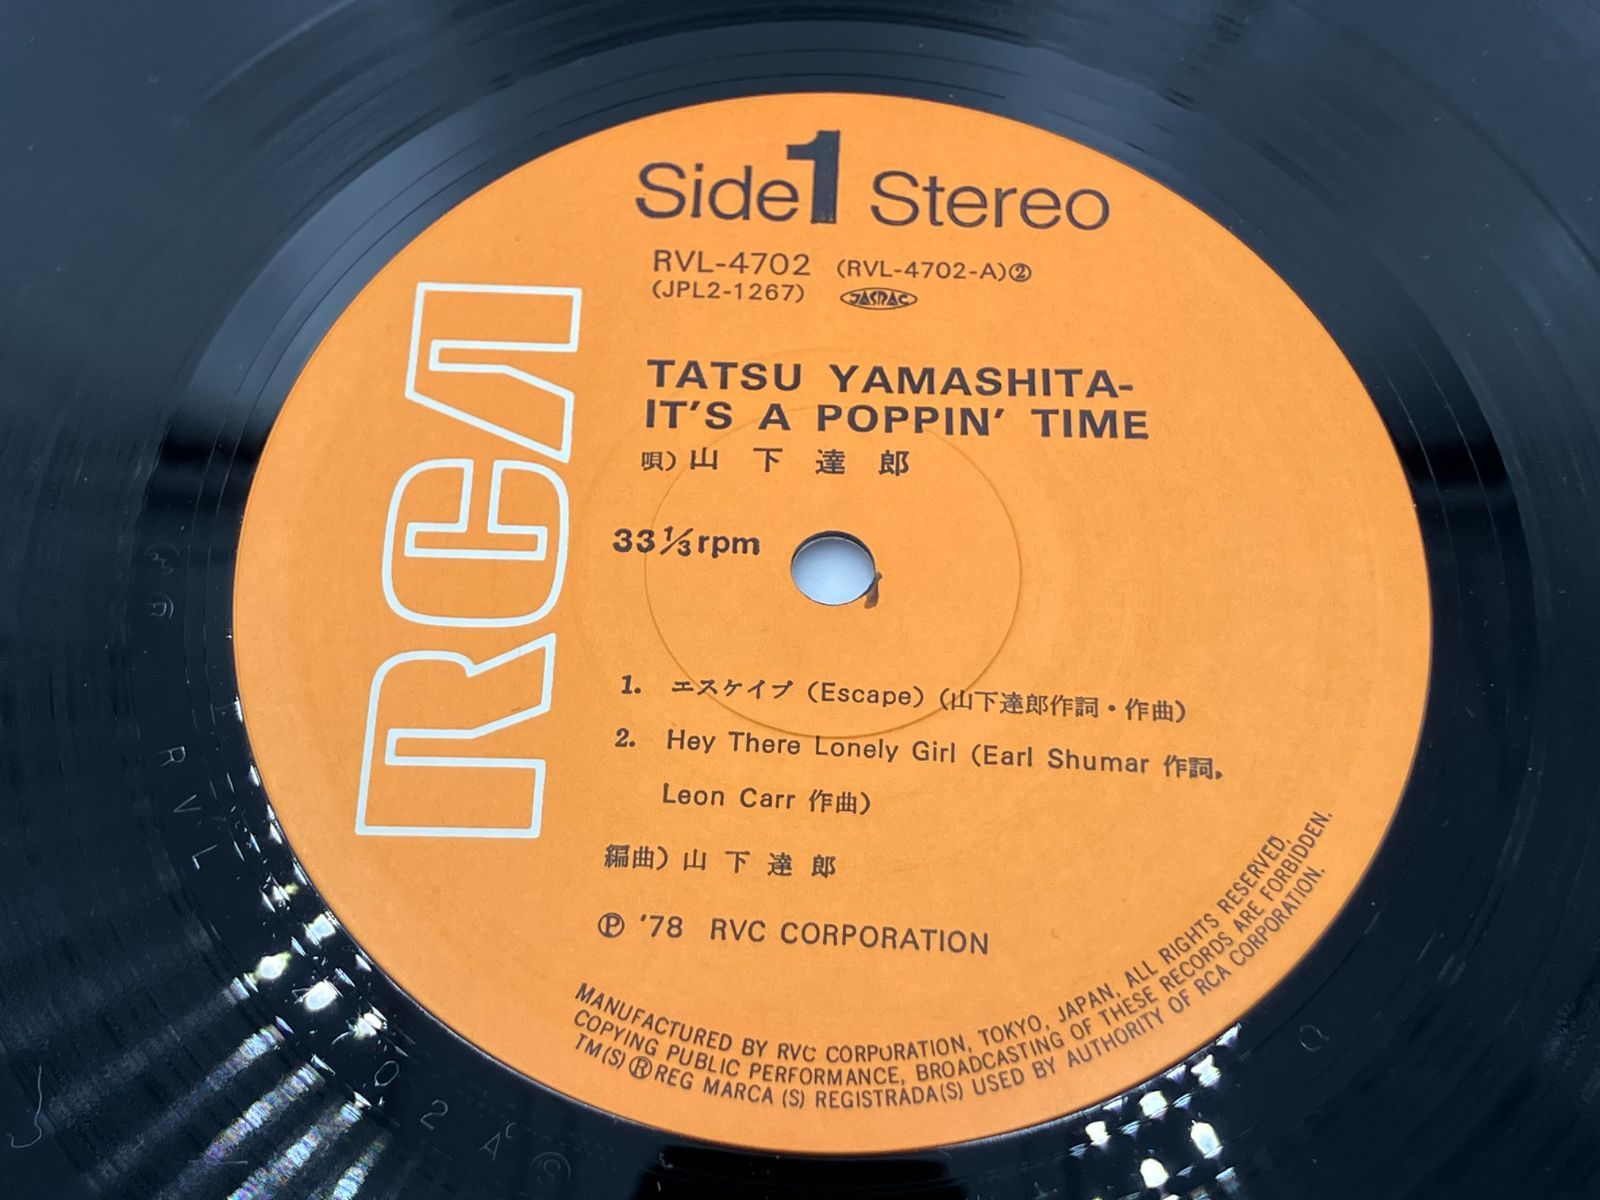 Side 1 Stereo
RVL-4702 (RVL-4702-A)②
(JPL2-1267) JASRAC
TATSU YAMASHITA-
IT'S A POPPIN' TIME
唄) 山下達郎
33⅓rpm
RCA
1. エスケイプ (Escape) (山下達郎作詞・作曲)
2. Hey There Lonely Girl (Earl Shumar 作詞,
Leon Carr 作曲)
編曲) 山下達郎
Ⓟ '78 RVC CORPORATION
MANUFACTURED BY RVC CORPORATION, TOKYO, JAPAN, ALL RIGHTS RESERVED,
COPYING PUBLIC PERFORMANCE, BROADCASTING OF THESE RECORDS ARE FORBIDDEN.
TM(S)®REG MARCA (S) REGISTRADA(S) USED BY AUTHORITY OF RCA CORPORATION.